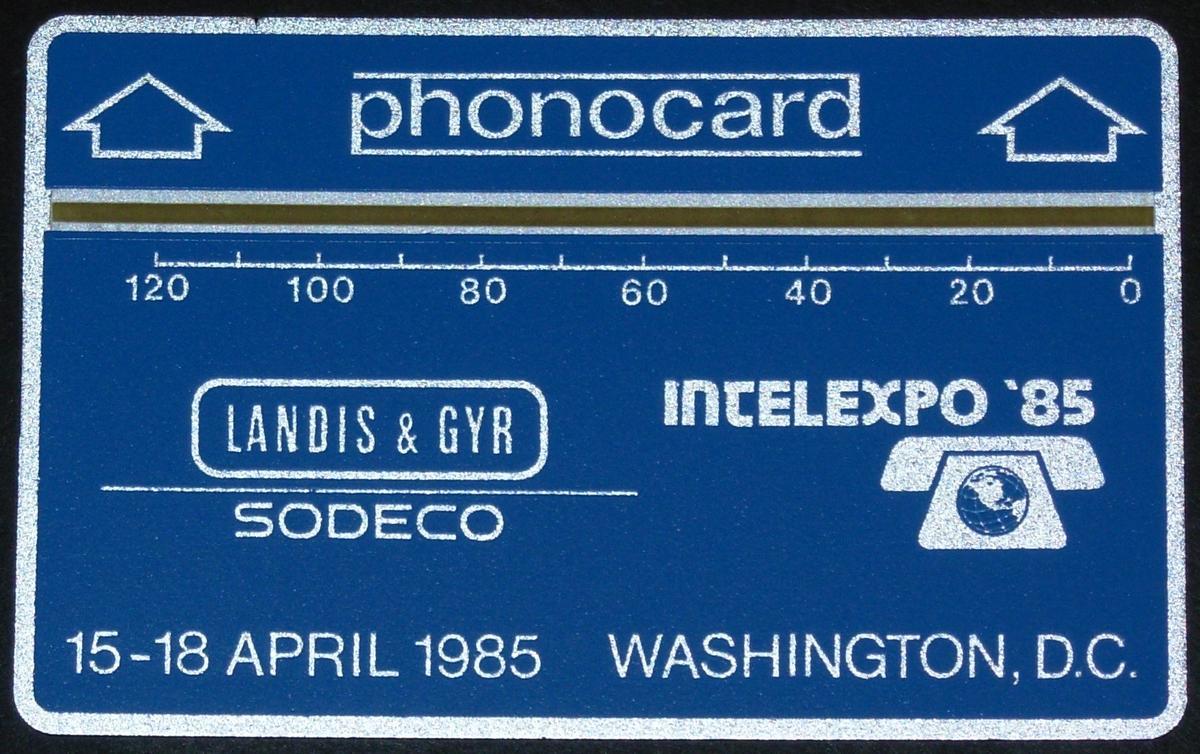 phonocard
120 100 80 60 40 20 0
LANDIS & GYR
SODECO
INTELEXPO '85
15-18 APRIL 1985 WASHINGTON, D.C.